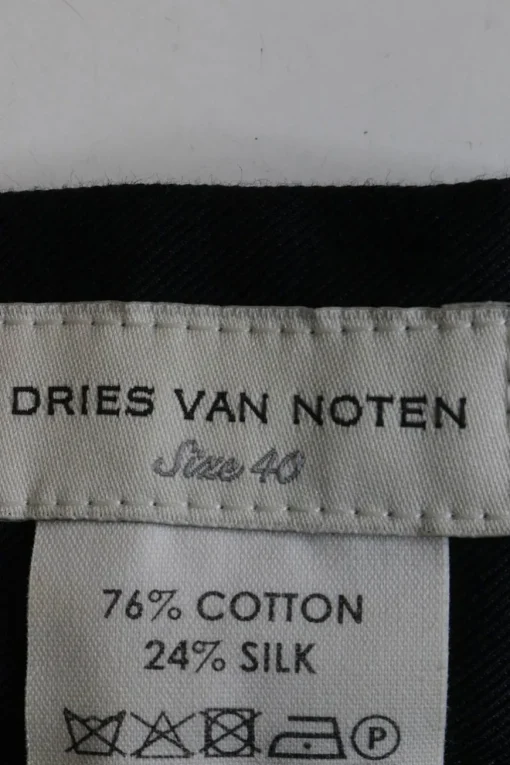 DRIES VAN NOTEN
Size 40
76% COTTON
24% SILK
P